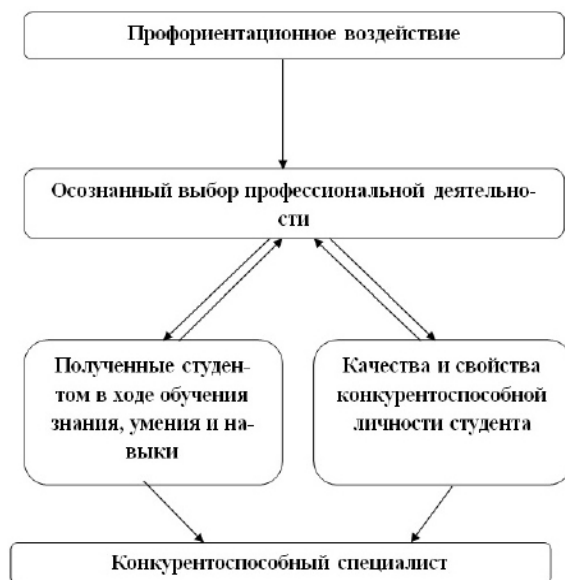 Профориентационное воздействие
Осознанный выбор профессиональной деятельно-
сти
Полученные студен-
том в ходе обучения
знания, умения и на-
выки
Качества и свойства
конкурентоспособной
личности студента
Конкурентоспособный специалист